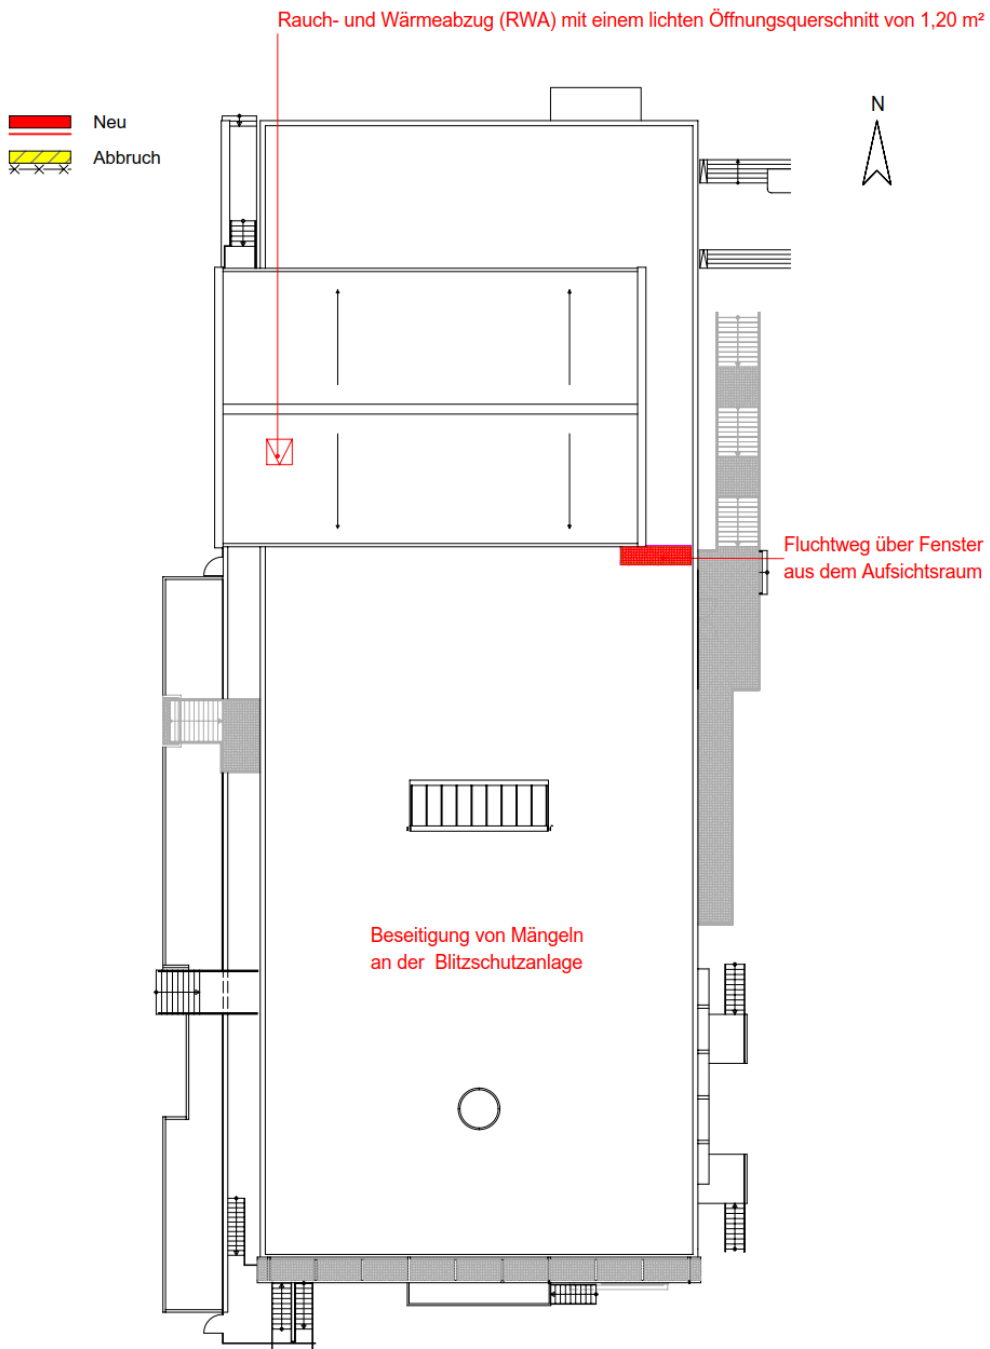 Rauch- und Wärmeabzug (RWA) mit einem lichten Öffnungsquerschnitt von 1,20 m²
Neu
Abbruch
N
Fluchtweg über Fenster
aus dem Aufsichtsraum
Beseitigung von Mängeln
an der Blitzschutzanlage